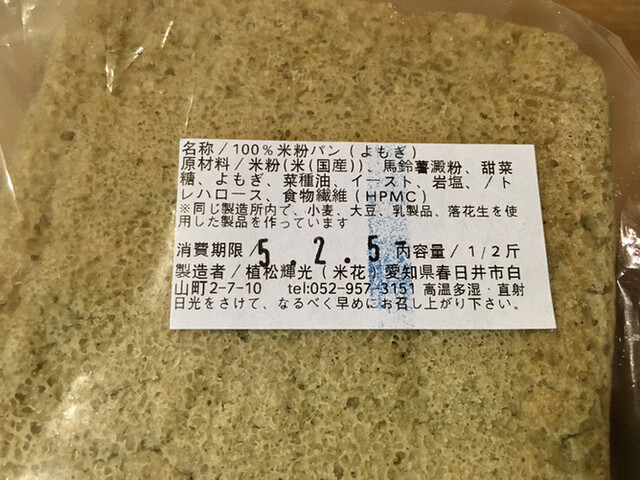 名称/100%米粉パン(よもぎ)
原材料/米粉(米(国産))、馬鈴薯澱粉、甜菜
糖、よもぎ、菜種油、イースト、岩塩、/ト
レハロース、食物繊維(HPMC)
※同じ製造所内で、小麦、大豆、乳製品、落花生を使
用した製品を作っています
消費期限/5.2.5 内容量/1/2斤
製造者/植松輝光(米花)愛知県春日井市白
山町2-7-10 tel:052-957-3151 高温多湿・直射
日光をさけて、なるべく早めにお召し上がり下さい。